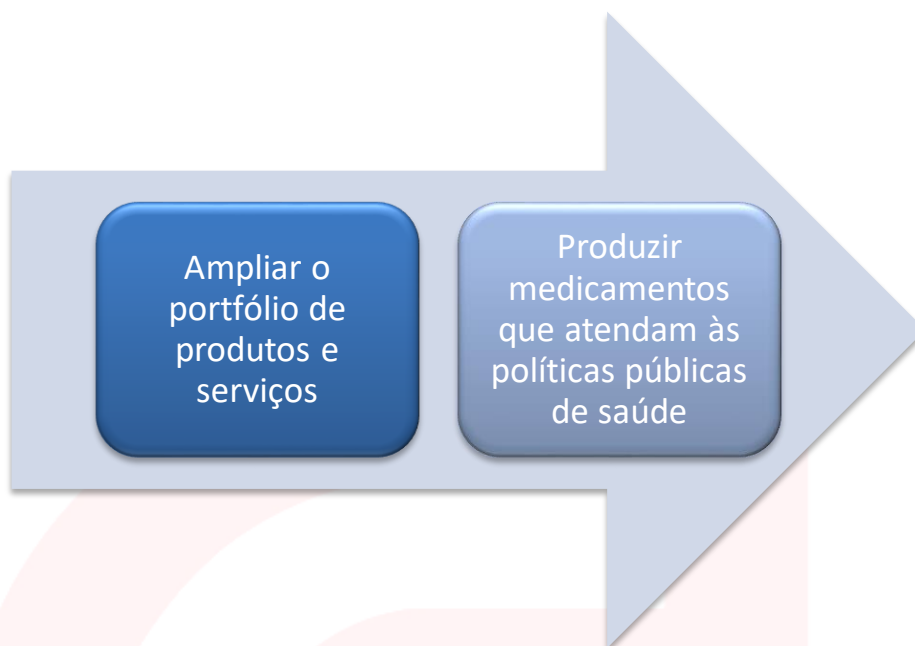 Ampliar o
portfólio de
produtos e
serviços
Produzir
medicamentos
que atendam às
políticas públicas
de saúde